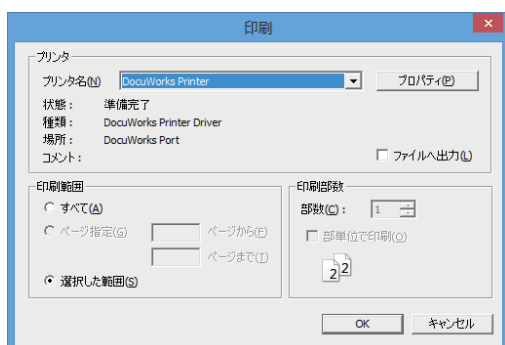 印刷
プリンタ
プリンタ名(N) DocuWorks Printer プロパティ(P)
状態： 準備完了
種類： DocuWorks Printer Driver
場所： DocuWorks Port
コメント： ファイルへ出力(L)
印刷範囲
すべて(A)
ページ指定(G) ページから(F)
ページまで(T)
選択した範囲(S)
印刷部数
部数(C)： 1
部単位で印刷(O)
2 2
OK キャンセル